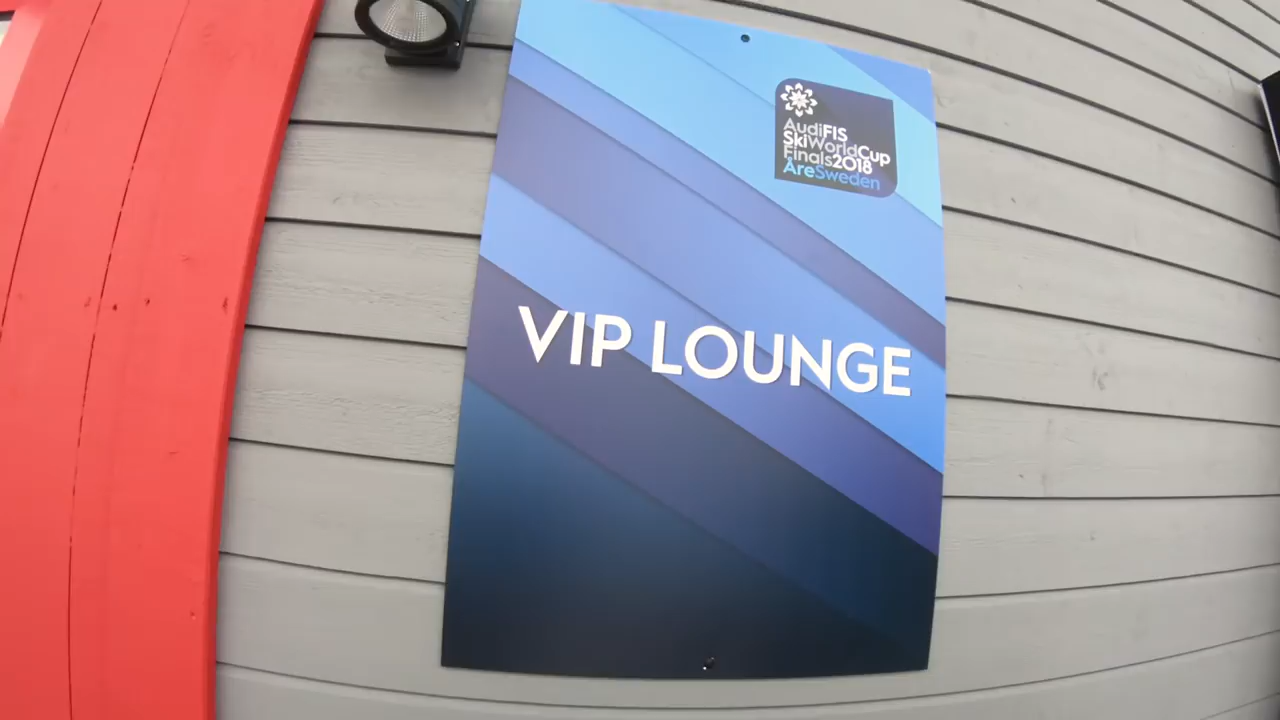 AudiFIS
SkiWorldCup
Finals2018
ÅreSweden
VIP LOUNGE